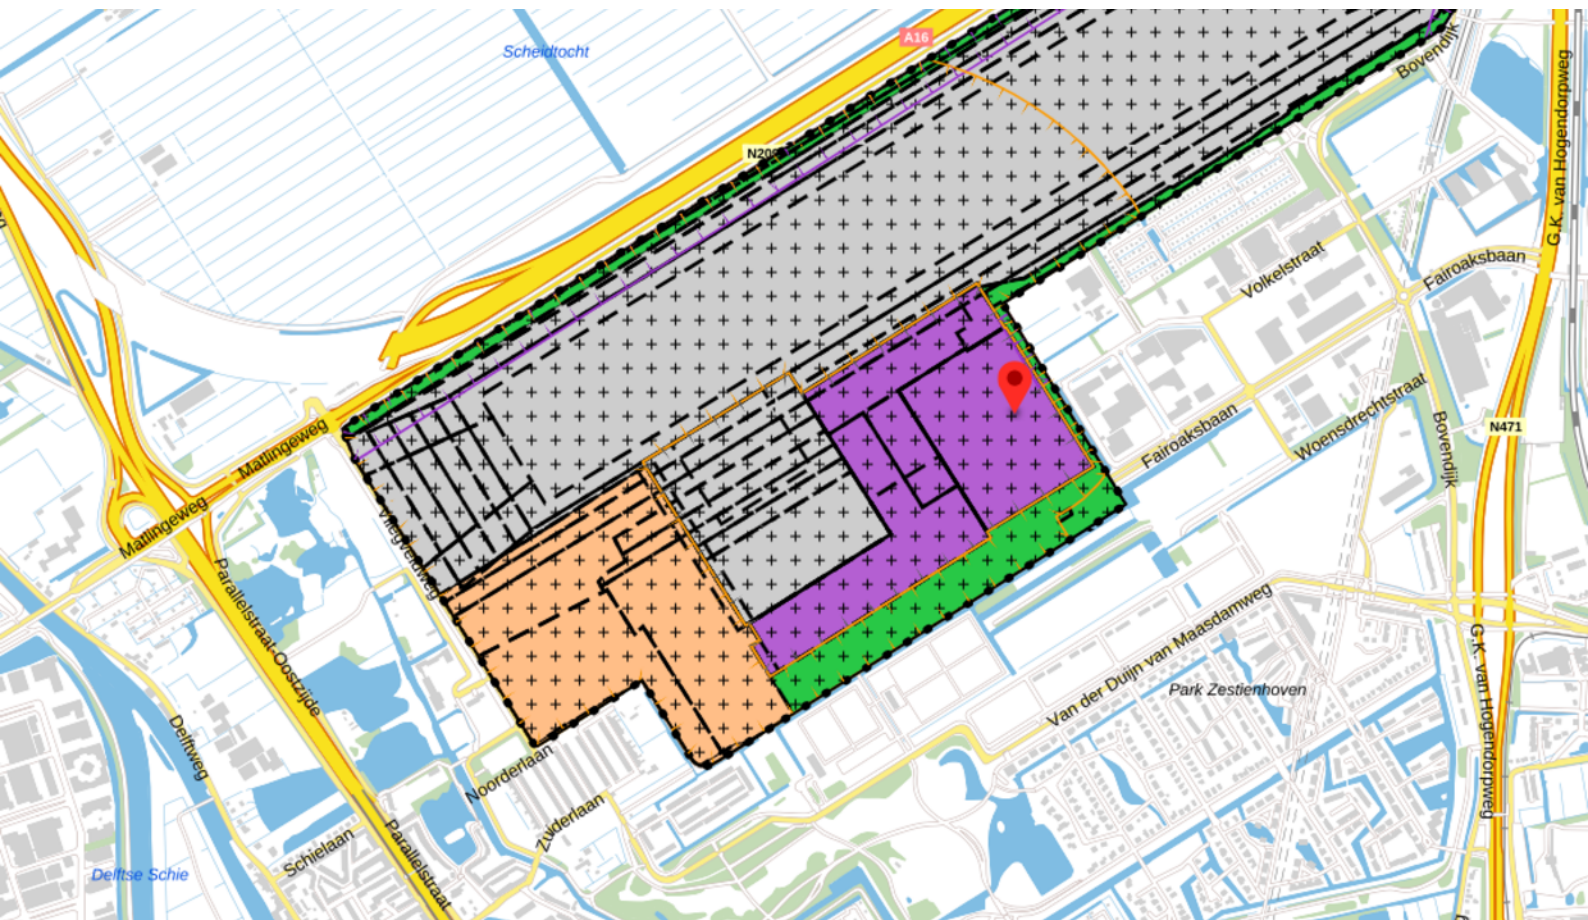 Scheidtocht
A16
Bovendijk
G.K. van Hogendorpweg
Volkelstraat
Fairoaksbaan
Matlingeweg
Matlingeweg
Vliegveldweg
Fairoaksbaan
Woensdrechtstraat
Bovendijk
N471
Parallelstraat-Oostzijde
Van der Duijn van Maasdamweg
Park Zestienhoven
G.K. van Hogendorpweg
Delftweg
Noorderlaan
Zuiderlaan
Schielaan
Parallelstraat
Delftse Schie